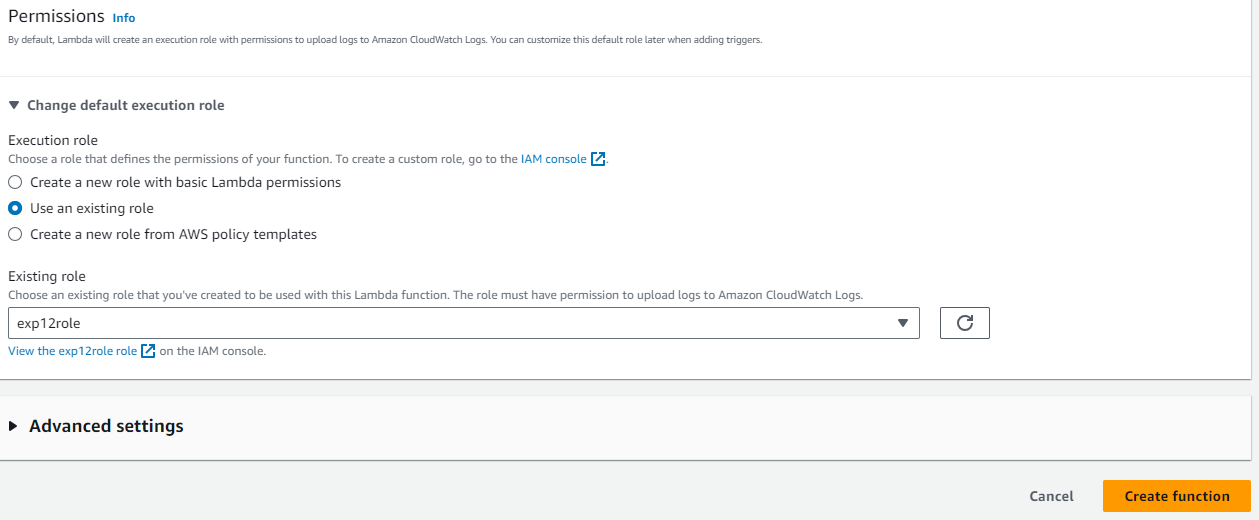 Permissions Info
By default, Lambda will create an execution role with permissions to upload logs to Amazon CloudWatch Logs. You can customize this default role later when adding triggers.
Change default execution role
Execution role
Choose a role that defines the permissions of your function. To create a custom role, go to the IAM console.
Create a new role with basic Lambda permissions
Use an existing role
Create a new role from AWS policy templates
Existing role
Choose an existing role that you've created to be used with this Lambda function. The role must have permission to upload logs to Amazon CloudWatch Logs.
exp12role
View the exp12role role on the IAM console.
Advanced settings
Cancel Create function